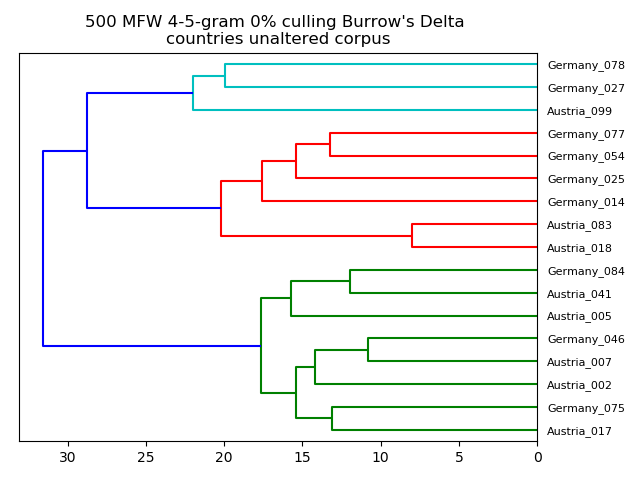 500 MFW 4-5-gram 0% culling Burrow's Delta
countries unaltered corpus
Germany_078
Germany_027
Austria_099
Germany_077
Germany_054
Germany_025
Germany_014
Austria_083
Austria_018
Germany_084
Austria_041
Austria_005
Germany_046
Austria_007
Austria_002
Germany_075
Austria_017
30 25 20 15 10 5 0